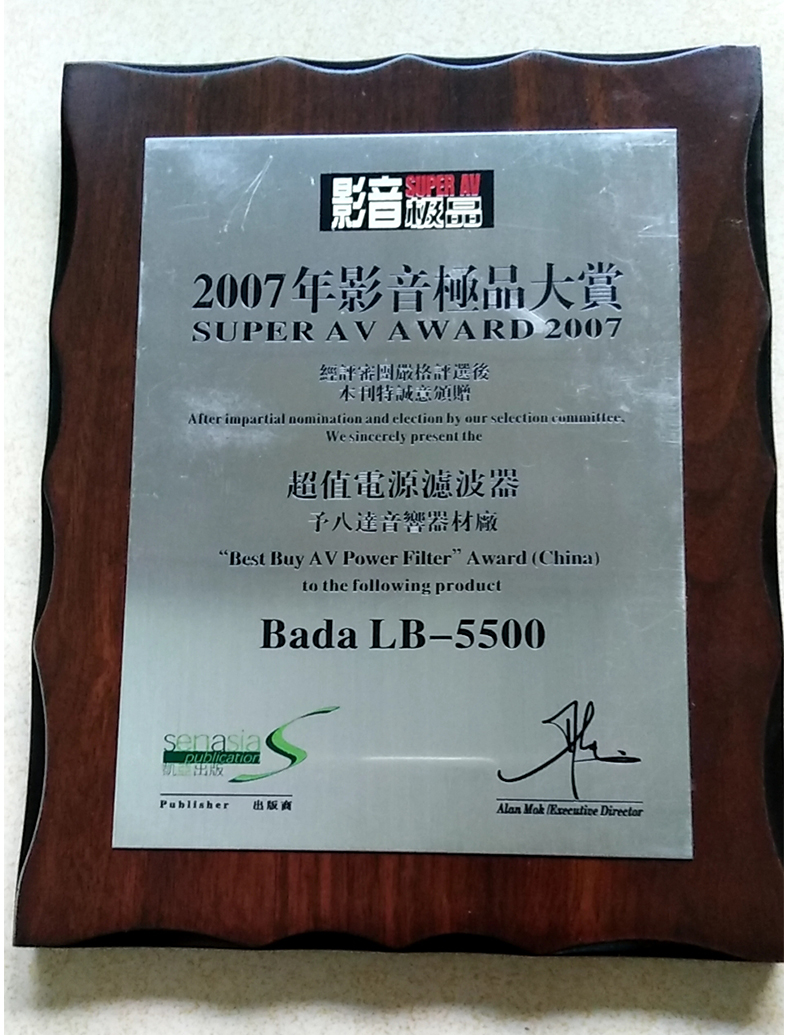 影音极品 SUPER AV
2007年影音極品大賞
SUPER AV AWARD 2007
經評審團嚴格評選後
本刊特誠意頒贈
After impartial nomination and election by our selection committee.
We sincerely present the
超值電源濾波器
予八達音響器材廠
“Best Buy AV Power Filter” Award (China)
to the following product
Bada LB-5500
senasia
publication
出版
Publisher 出版商
Alan Mok/Executive Director